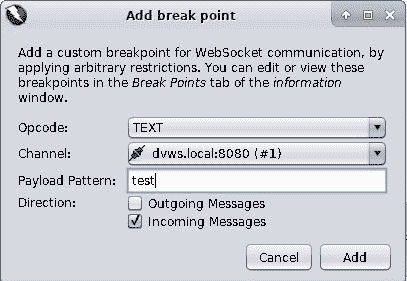 Add break point
Add a custom breakpoint for WebSocket communication, by
applying arbitrary restrictions. You can edit or view these
breakpoints in the Break Points tab of the information
window.
Opcode: TEXT
Channel: dvws.local:8080 (#1)
Payload Pattern: test
Direction: Outgoing Messages
Incoming Messages
Cancel Add